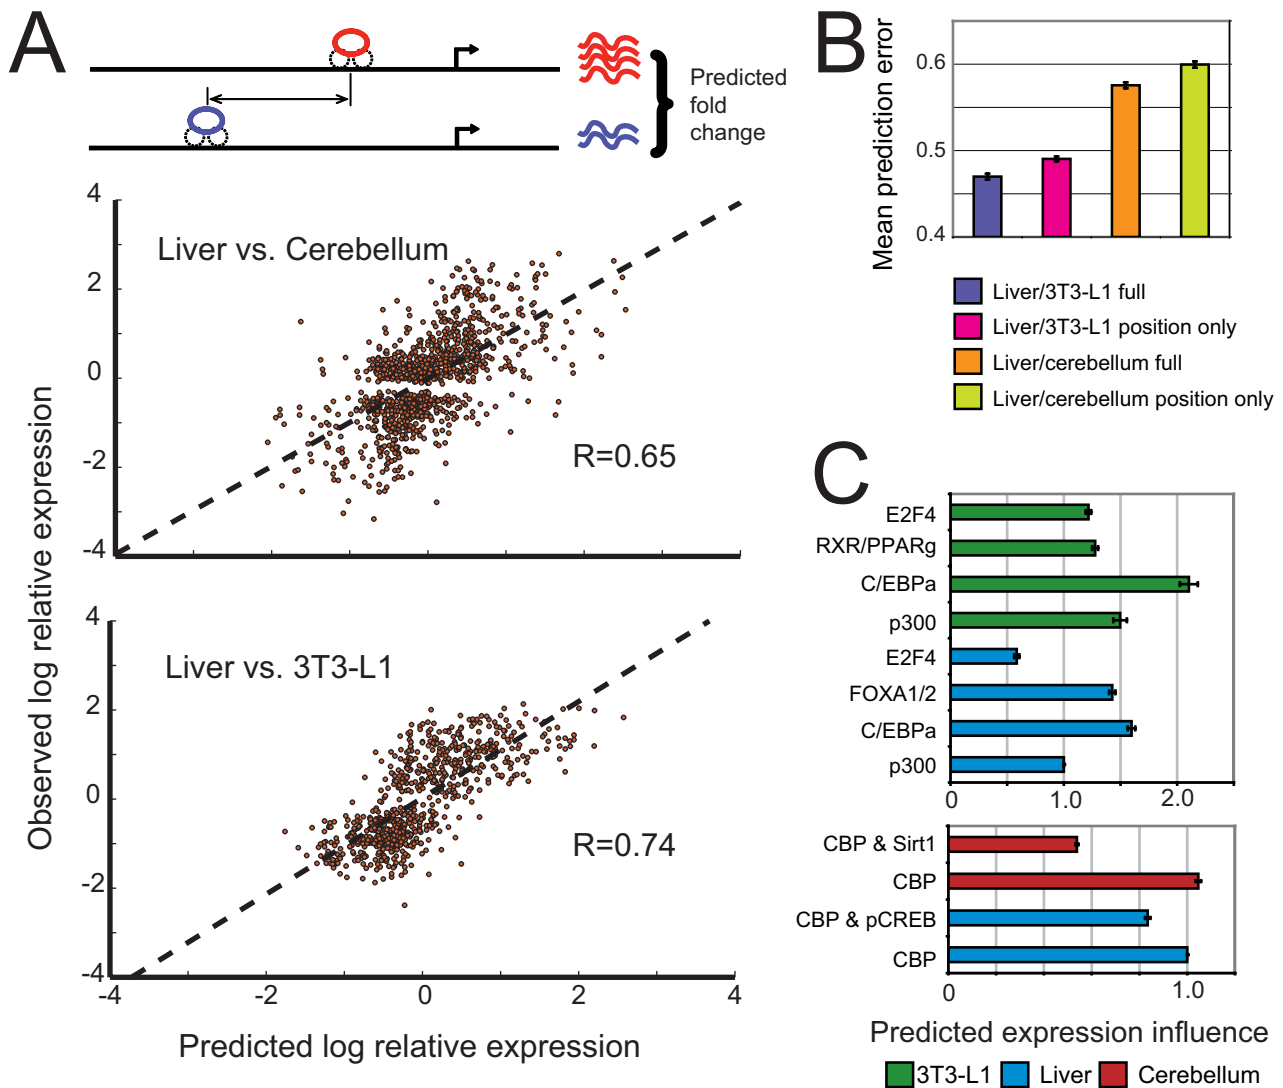 A
Predicted
fold
change
4
2
0
-2
-4
Liver vs. Cerebellum
R=0.65
4
2
0
-2
-4
Liver vs. 3T3-L1
R=0.74
-4
-2
0
2
4
Observed log relative expression
Predicted log relative expression
B
Mean prediction error
0.6
0.5
0.4
Liver/3T3-L1 full
Liver/3T3-L1 position only
Liver/cerebellum full
Liver/cerebellum position only
C
E2F4
RXR/PPARg
C/EBPa
p300
E2F4
FOXA1/2
C/EBPa
p300
0
1.0
2.0
CBP & Sirt1
CBP
CBP & pCREB
CBP
0
1.0
Predicted expression influence
3T3-L1
Liver
Cerebellum